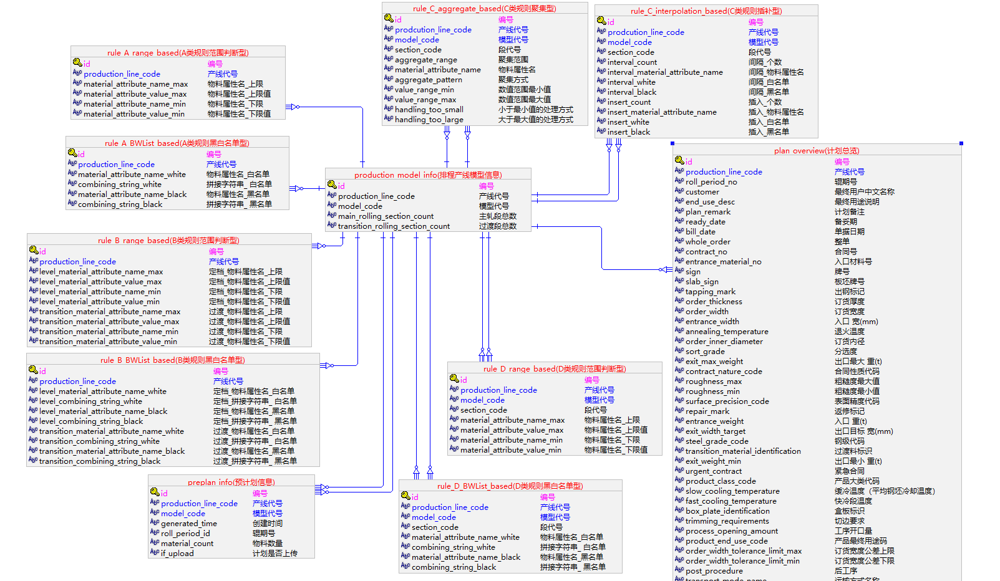 rule_C_aggregate_based(C类规则聚集型)
id 编号
prodcution_line_code 产线代号
model_code 模型代号
section_code 段代号
aggregate_range 聚集范围
material_attribute_name 物料属性名
aggregate_pattern 聚集方式
value_range_min 数值范围最小值
value_range_max 数值范围最大值
handling_too_small 小于最小值的处理方式
handling_too_large 大于最大值的处理方式
rule_C_interpolation_based(C类规则插补型)
id 编号
prodcution_line_code 产线代号
model_code 模型代号
section_code 段代号
interval_count 间隔_个数
interval_material_attribute_name 间隔_物料属性名
interval_white 间隔_白名单
interval_black 间隔_黑名单
insert_count 插入_个数
insert_material_attribute_name 插入_物料属性名
insert_white 插入_白名单
insert_black 插入_黑名单
rule_A_range_based(A类规则范围判断型)
id 编号
production_line_code 产线代号
material_attribute_name_max 物料属性名_上限
material_attribute_value_max 物料属性名_上限值
material_attribute_name_min 物料属性名_下限
material_attribute_value_min 物料属性名_下限值
rule_A_BWList_based(A类规则黑白名单型)
id 编号
production_line_code 产线代号
material_attribute_name_white 物料属性名_白名单
combining_string_white 拼接字符串_ 白名单
material_attribute_name_black 物料属性名_黑名单
combining_string_black 拼接字符串_ 黑名单
production_model_info(排程产线模型信息)
id 编号
production_line_code 产线代号
model_code 模型代号
main_rolling_section_count 主轧段总数
transition_rolling_section_count 过渡段总数
rule_B_range_based(B类规则范围判断型)
id 编号
production_line_code 产线代号
level_material_attribute_name_max 定档_物料属性名_上限
level_material_attribute_value_max 定档_物料属性名_上限值
level_material_attribute_name_min 定档_物料属性名_下限
level_material_attribute_value_min 定档_物料属性名_下限值
transition_material_attribute_name_max 过渡_物料属性名_上限
transition_material_attribute_value_max 过渡_物料属性名_上限值
transition_material_attribute_name_min 过渡_物料属性名_下限
transition_material_attribute_value_min 过渡_物料属性名_下限值
rule_B_BWList_based(B类规则黑白名单型)
id 编号
production_line_code 产线代号
level_material_attribute_name_white 定档_物料属性名_白名单
level_combining_string_white 定档_拼接字符串_ 白名单
level_material_attribute_name_black 定档_物料属性名_黑名单
level_combining_string_black 定档_拼接字符串_ 黑名单
transition_material_attribute_name_white 过渡_物料属性名_白名单
transition_combining_string_white 过渡_拼接字符串_ 白名单
transition_material_attribute_name_black 过渡_物料属性名_黑名单
transition_combining_string_black 过渡_拼接字符串_ 黑名单
preplan_info(预计划信息)
id 编号
production_line_code 产线代号
model_code 模型代号
generated_time 创建时间
roll_period_id 辊期号
material_count 物料数量
if_upload 计划是否上传
rule_D_range_based(D类规则范围判断型)
id 编号
production_line_code 产线代号
model_code 模型代号
section_code 段代号
material_attribute_name_max 物料属性名_上限
material_attribute_value_max 物料属性名_上限值
material_attribute_name_min 物料属性名_下限
material_attribute_value_min 物料属性名_下限值
rule_D_BWList_based(D类规则黑白名单型)
id 编号
production_line_code 产线代号
model_code 模型代号
section_code 段代号
material_attribute_name_white 物料属性名_白名单
combining_string_white 拼接字符串_ 白名单
material_attribute_name_black 物料属性名_黑名单
combining_string_black 拼接字符串_ 黑名单
plan_overview(计划总览)
id 编号
production_line_code 产线代号
roll_period_no 辊期号
customer 最终用户中文名称
end_use_desc 最终用途说明
plan_remark 计划备注
ready_date 备妥期
bill_date 单据日期
whole_order 整单
contract_no 合同号
entrance_material_no 入口材料号
sign 牌号
slab_sign 板坯牌号
tapping_mark 出钢标记
order_thickness 订货厚度
order_width 订货宽度
entrance_width 入口 宽(mm)
annealing_temperature 退火温度
order_inner_diameter 订货内径
sort_grade 分选度
exit_max_weight 出口最大 重(t)
contract_nature_code 合同性质代码
roughness_max 粗糙度最大值
roughness_min 粗糙度最小值
surface_precision_code 表面精度代码
repair_mark 返修标记
entrance_weight 入口 重(t)
exit_width_target 出口目标 宽(mm)
steel_grade_code 钢级代码
transition_material_identification 过渡料标识
exit_weight_min 出口最小 重(t)
urgent_contract 紧急合同
product_class_code 产品大类代码
slow_cooling_temperature 缓冷温度（平均钢坯冷却温度）
fast_cooling_temperature 快冷段温度
box_plate_identification 盒板标识
trimming_requirements 切边要求
process_opening_amount 工序开口量
product_end_use_code 产品最终用途码
order_width_tolerance_limit_max 订货宽度公差上限
order_width_tolerance_limit_min 订货宽度公差下限
post_procedure 后工序
transport_mode_name 运输方式名称